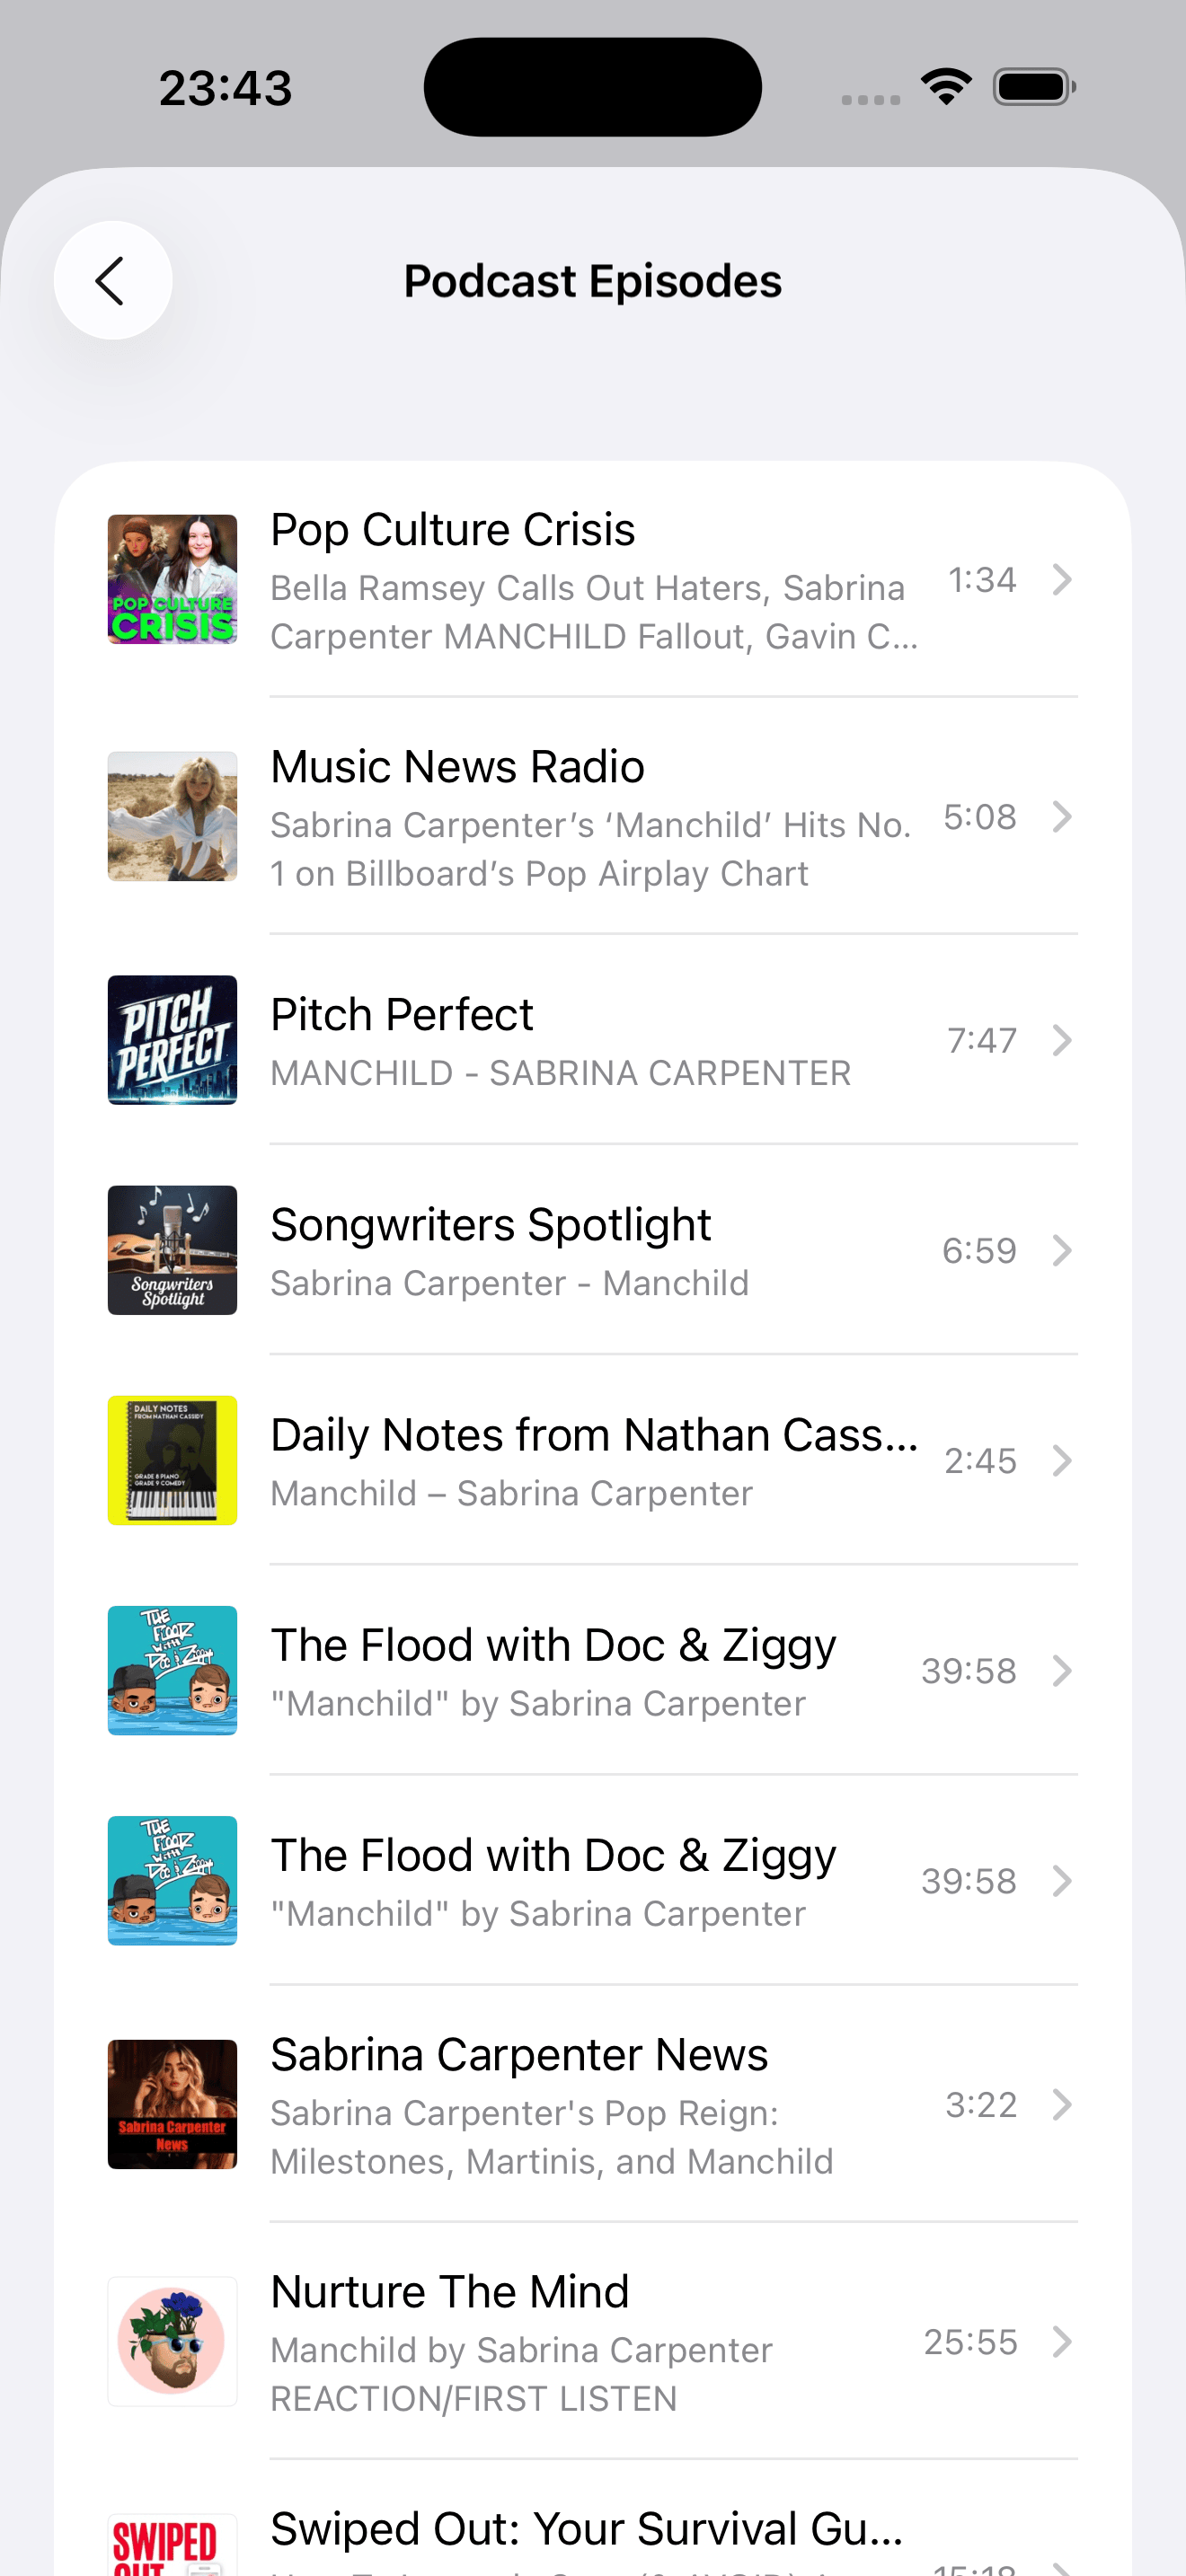 23:43
Podcast Episodes
POP CULTURE
CRISIS
Pop Culture Crisis
Bella Ramsey Calls Out Haters, Sabrina
Carpenter MANCHILD Fallout, Gavin C...
1:34
Music News Radio
Sabrina Carpenter’s ‘Manchild’ Hits No.
1 on Billboard’s Pop Airplay Chart
5:08
PITCH
PERFECT
Pitch Perfect
MANCHILD - SABRINA CARPENTER
7:47
Songwriters
Spotlight
Songwriters Spotlight
Sabrina Carpenter - Manchild
6:59
DAILY NOTES
FROM NATHAN CASSIDY
GRADE 8 PIANO
GRADE 9 COMEDY
Daily Notes from Nathan Cass...
Manchild – Sabrina Carpenter
2:45
THE
FLOOD
with
Doc & Ziggy
The Flood with Doc & Ziggy
"Manchild" by Sabrina Carpenter
39:58
THE
FLOOD
with
Doc & Ziggy
The Flood with Doc & Ziggy
"Manchild" by Sabrina Carpenter
39:58
Sabrina Carpenter
News
Sabrina Carpenter News
Sabrina Carpenter's Pop Reign:
Milestones, Martinis, and Manchild
3:22
Nurture The Mind
Manchild by Sabrina Carpenter
REACTION/FIRST LISTEN
25:55
SWIPED
OUT
Swiped Out: Your Survival Gu...
15:18